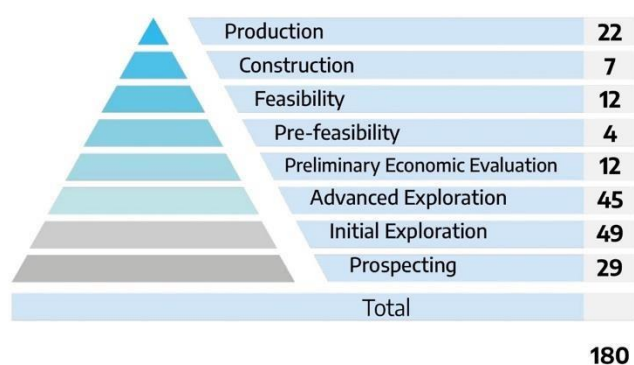 Production 22
Construction 7
Feasibility 12
Pre-feasibility 4
Preliminary Economic Evaluation 12
Advanced Exploration 45
Initial Exploration 49
Prospecting 29
Total
180